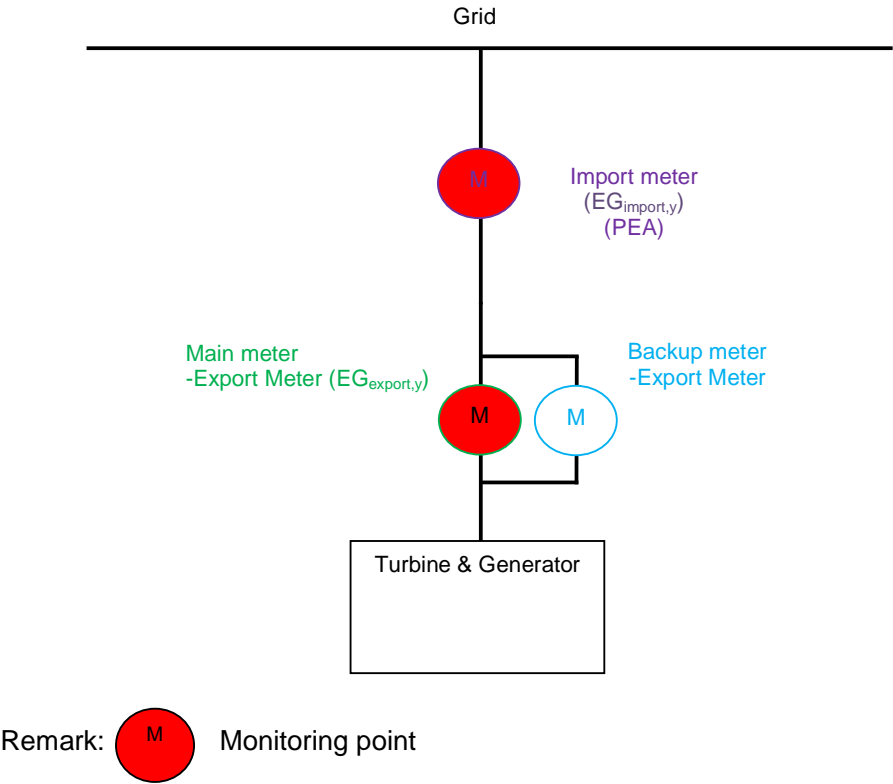 Grid
M
Import meter
(EGimport,y)
(PEA)
Main meter
-Export Meter (EGexport,y)
Backup meter
-Export Meter
M
M
Turbine & Generator
Remark: M Monitoring point